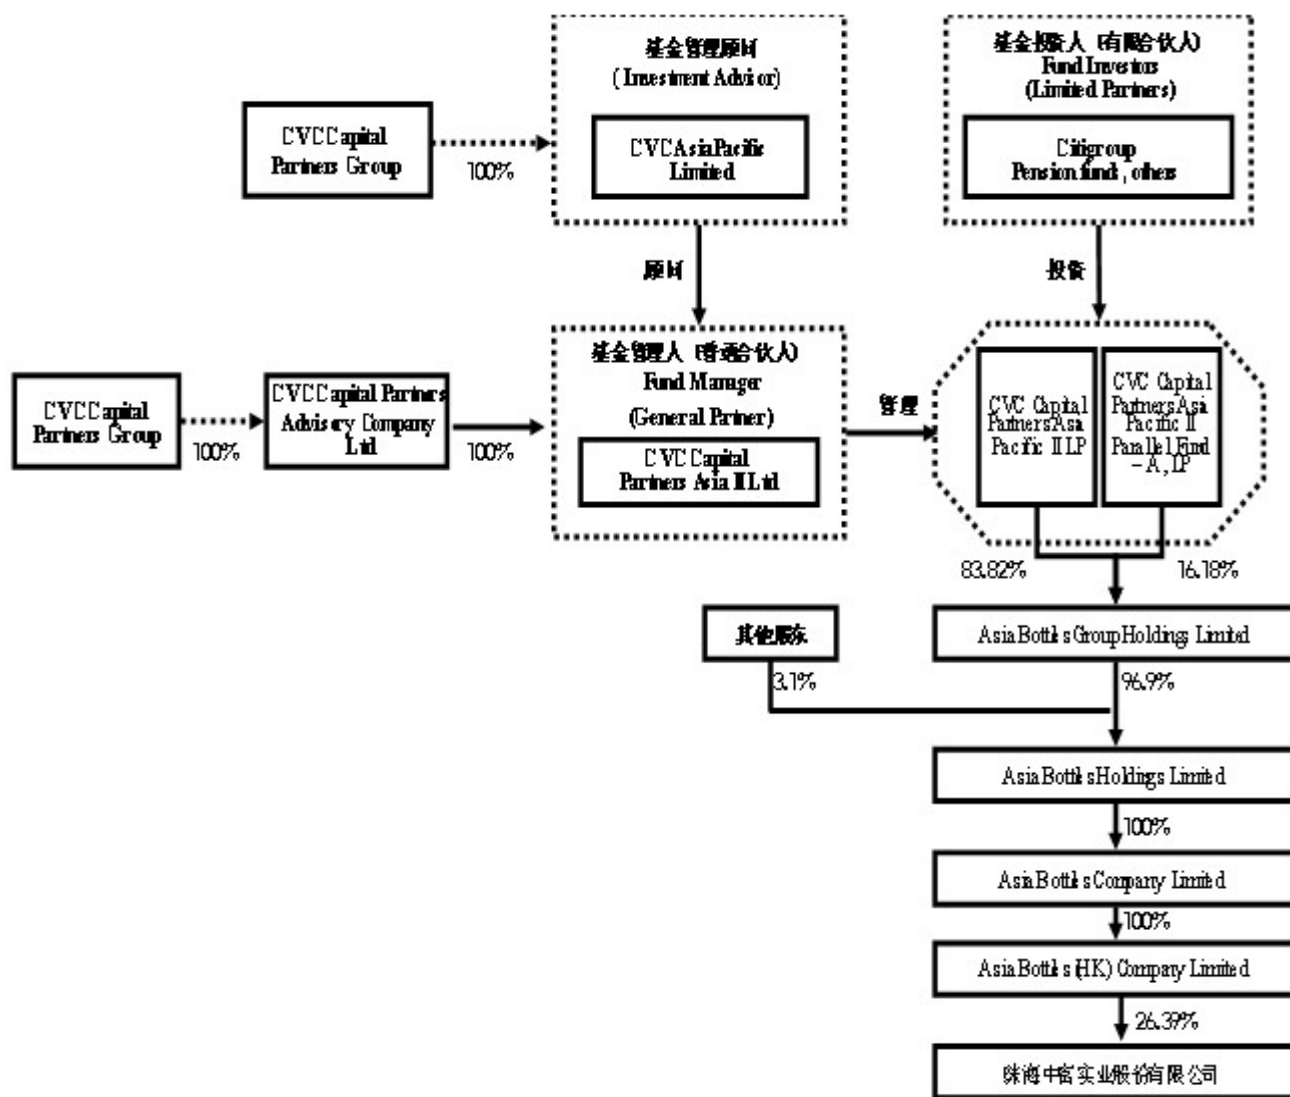 基金管理顾问
( Investment Advisor)
CVC Asia Pacific
Limited
基金投资人（有限合伙人）
Fund Investors
(Limited Partners)
Citigroup
Pension funds, others
CVC Capital
Partners Group
100%
顾问
投资
CVC Capital
Partners Group
100%
CVC Capital Partners
Advisory Company
Ltd
100%
基金管理人（普通合伙人）
Fund Manager
(General Partner)
CVC Capital
Partners Asia II Ltd
管理
CVC Capital
Partners Asia
Pacific II LP
CVC Capital
Partners Asia
Pacific II
Parallel Fund
– A , LP
83.82%
16.18%
其他股东
Asia Bottles Group Holdings Limited
3.1%
96.9%
Asia Bottles Holdings Limited
100%
Asia Bottles Company Limited
100%
Asia Bottles (HK) Company Limited
26.39%
珠海中富实业股份有限公司